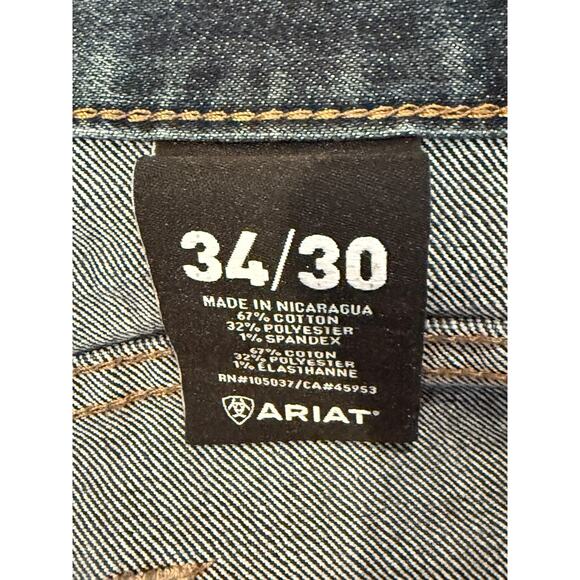 34/30
MADE IN NICARAGUA
67% COTTON
32% POLYESTER
1% SPANDEX
67% COTON
32% POLYESTER
1% ÉLASTHANNE
RN#105037/CA#45953
ARIAT